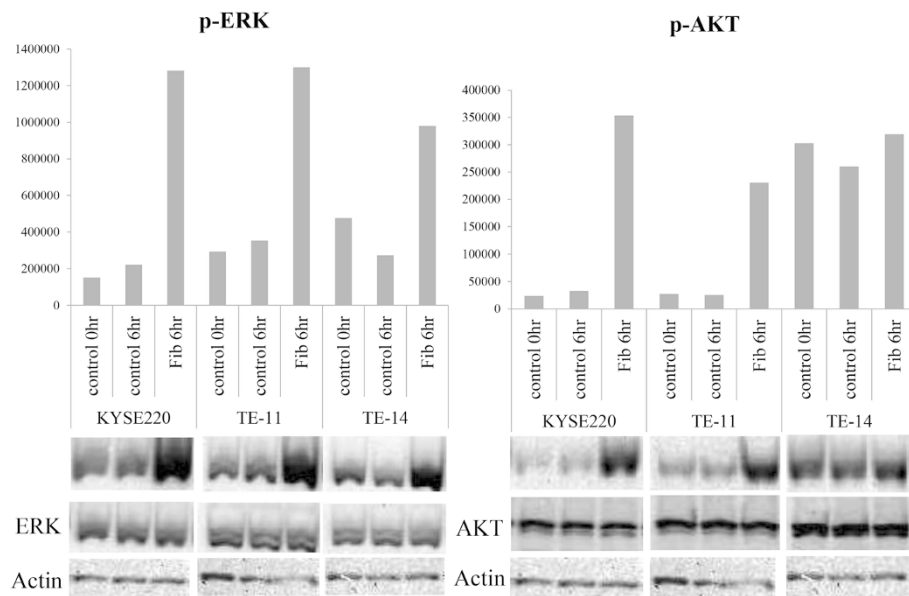 p-ERK
1400000
1200000
1000000
800000
600000
400000
200000
0
control 0hr
control 6hr
Fib 6hr
control 0hr
control 6hr
Fib 6hr
control 0hr
control 6hr
Fib 6hr
KYSE220 TE-11 TE-14
ERK
Actin
p-AKT
400000
350000
300000
250000
200000
150000
100000
50000
0
control 0hr
control 6hr
Fib 6hr
control 0hr
control 6hr
Fib 6hr
control 0hr
control 6hr
Fib 6hr
KYSE220 TE-11 TE-14
AKT
Actin